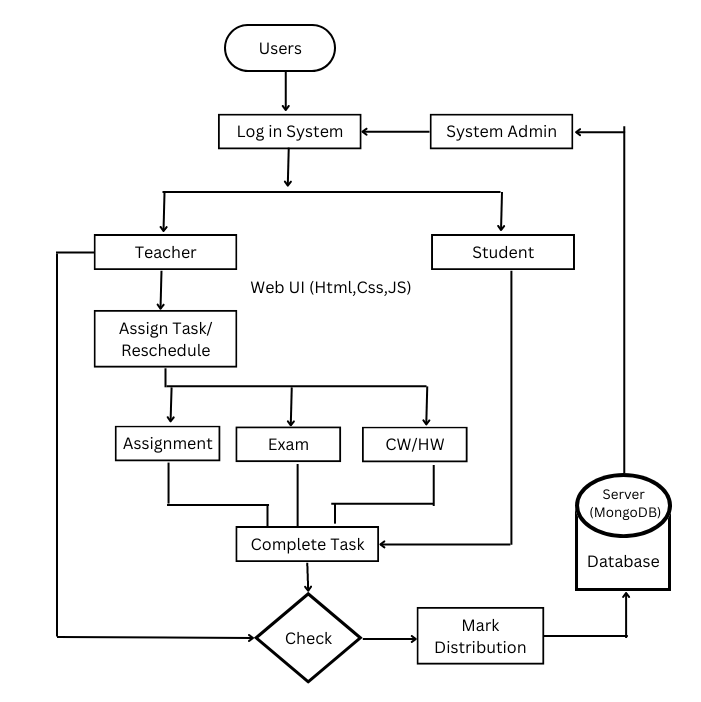 Users
Log in System
System Admin
Teacher
Student
Web UI (Html,Css,JS)
Assign Task/
Reschedule
Assignment
Exam
CW/HW
Server
(MongoDB)
Complete Task
Database
Check
Mark
Distribution